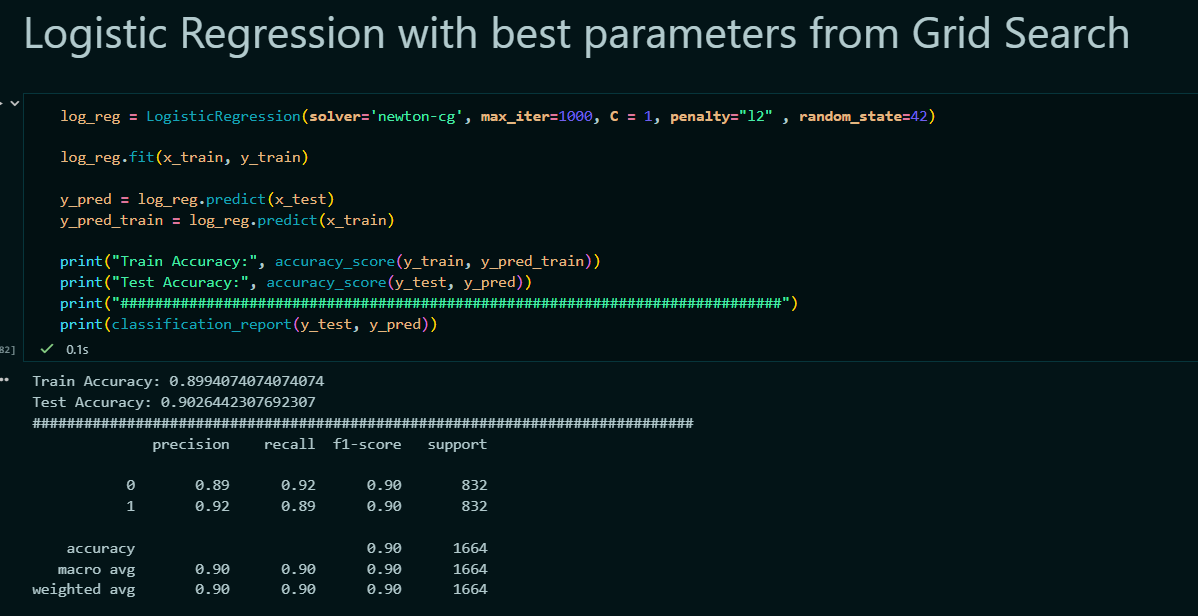 Logistic Regression with best parameters from Grid Search
log_reg = LogisticRegression(solver='newton-cg', max_iter=1000, C = 1, penalty="l2" , random_state=42)
log_reg.fit(x_train, y_train)
y_pred = log_reg.predict(x_test)
y_pred_train = log_reg.predict(x_train)
print("Train Accuracy:", accuracy_score(y_train, y_pred_train))
print("Test Accuracy:", accuracy_score(y_test, y_pred))
print("#############################################################################")
print(classification_report(y_test, y_pred))
82] 0.1s
Train Accuracy: 0.8994074074074074
Test Accuracy: 0.9026442307692307
#############################################################################
precision recall f1-score support
0 0.89 0.92 0.90 832
1 0.92 0.89 0.90 832
accuracy 0.90 1664
macro avg 0.90 0.90 0.90 1664
weighted avg 0.90 0.90 0.90 1664